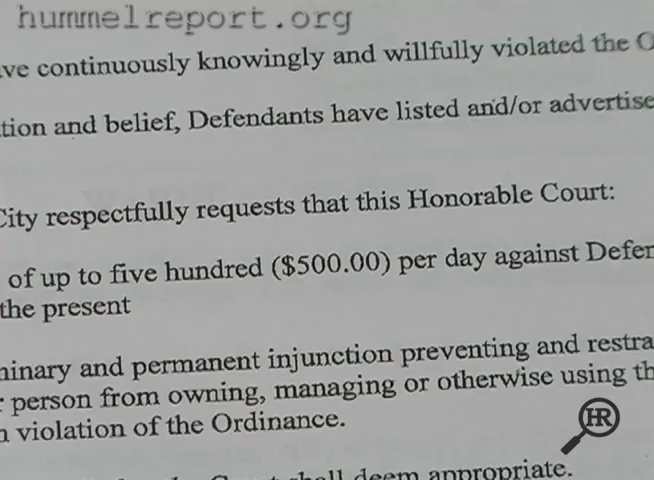 hummelreport.org
ve continuously knowingly and willfully violated the O
tion and belief, Defendants have listed and/or advertise
City respectfully requests that this Honorable Court:
of up to five hundred ($500.00) per day against Defen
the present
ninary and permanent injunction preventing and restra
person from owning, managing or otherwise using th
violation of the Ordinance.
HR
Court shall deem appropriate.